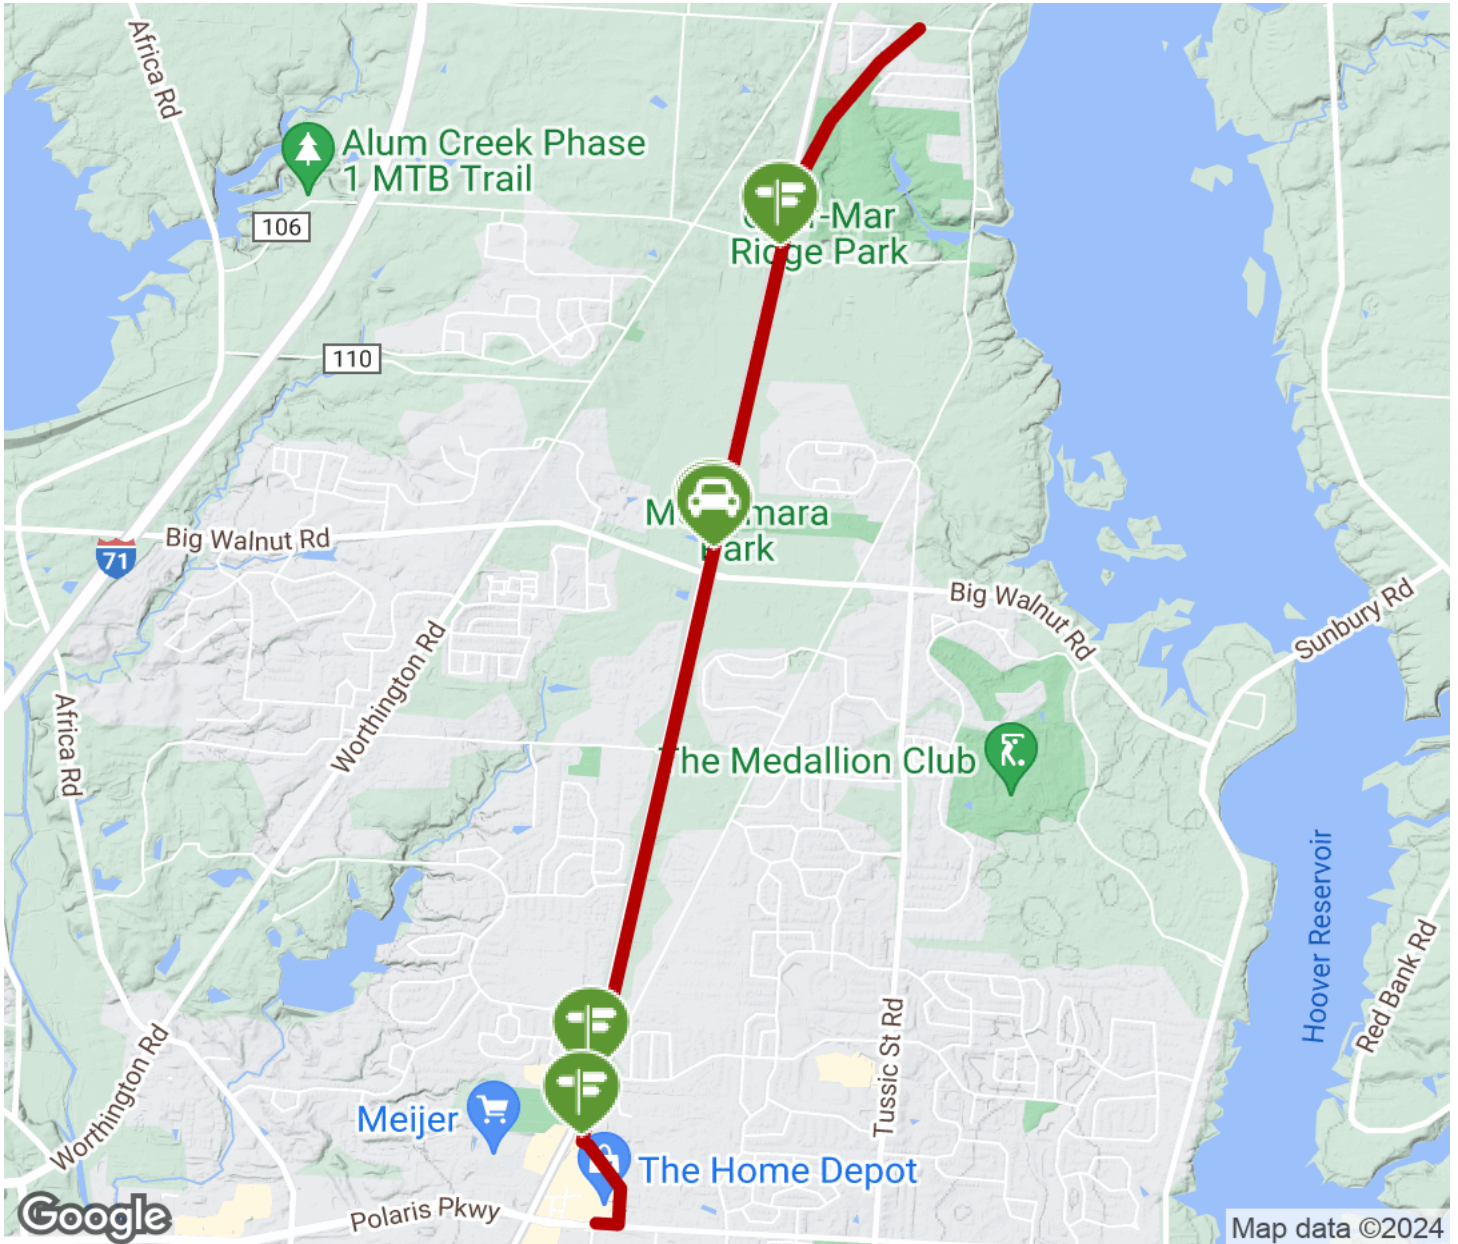 Africa Rd
Alum Creek Phase
1 MTB Trail
106
-Mar
Ridge Park
110
Park
Big Walnut Rd
71
Big Walnut Rd
Sunbury Rd
Worthington Rd
Africa Rd
The Medallion Club
Hoover Reservoir
Red Bank Rd
Tussic St Rd
Worthington Rd
Meijer
The Home Depot
Polaris Pkwy
Google
Map data ©2024